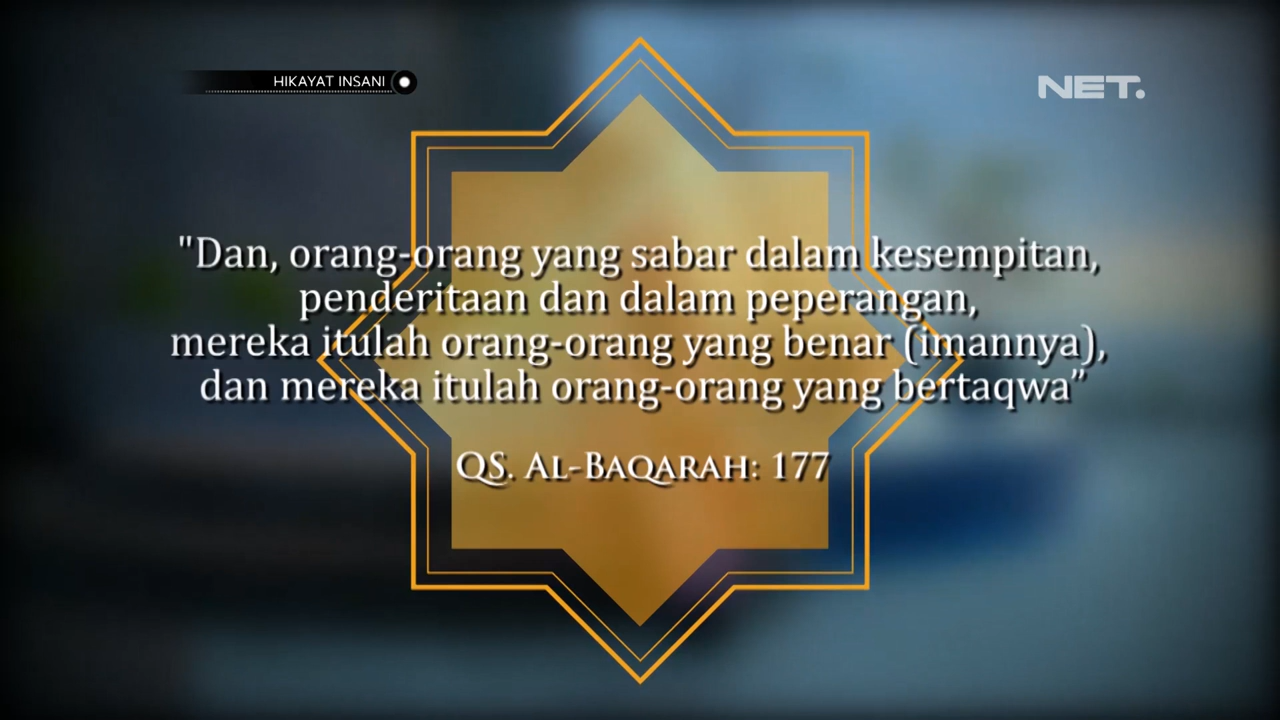 HIKAYAT INSANI
NET.
"Dan, orang-orang yang sabar dalam kesempitan,
penderitaan dan dalam peperangan,
mereka itulah orang-orang yang benar (imannya),
dan mereka itulah orang-orang yang bertaqwa”
QS. AL-BAQARAH: 177